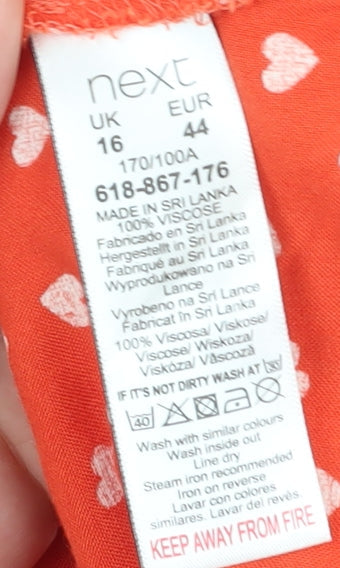 next
UK EUR
16 44
170/100A
618-867-176
MADE IN SRI LANKA
100% VISCOSE
Fabricado en Sri Lanka
Hergestellt in Sri Lanka
Fabriqué au Sri Lanka
Wyprodukowano na Sri
Lance
Vyrobeno na Srí Lance
Fabricat în Sri Lanka
100% Viscosa/ Viskose/
Viscose/ Wiskoza/
Viskóza/ Vâscoză
IF IT'S NOT DIRTY WASH AT 30
40
Wash with similar colours
Wash inside out
Line dry
Steam iron recommended
Iron on reverse
Lavar con colores
similares. Lavar del revés.
KEEP AWAY FROM FIRE